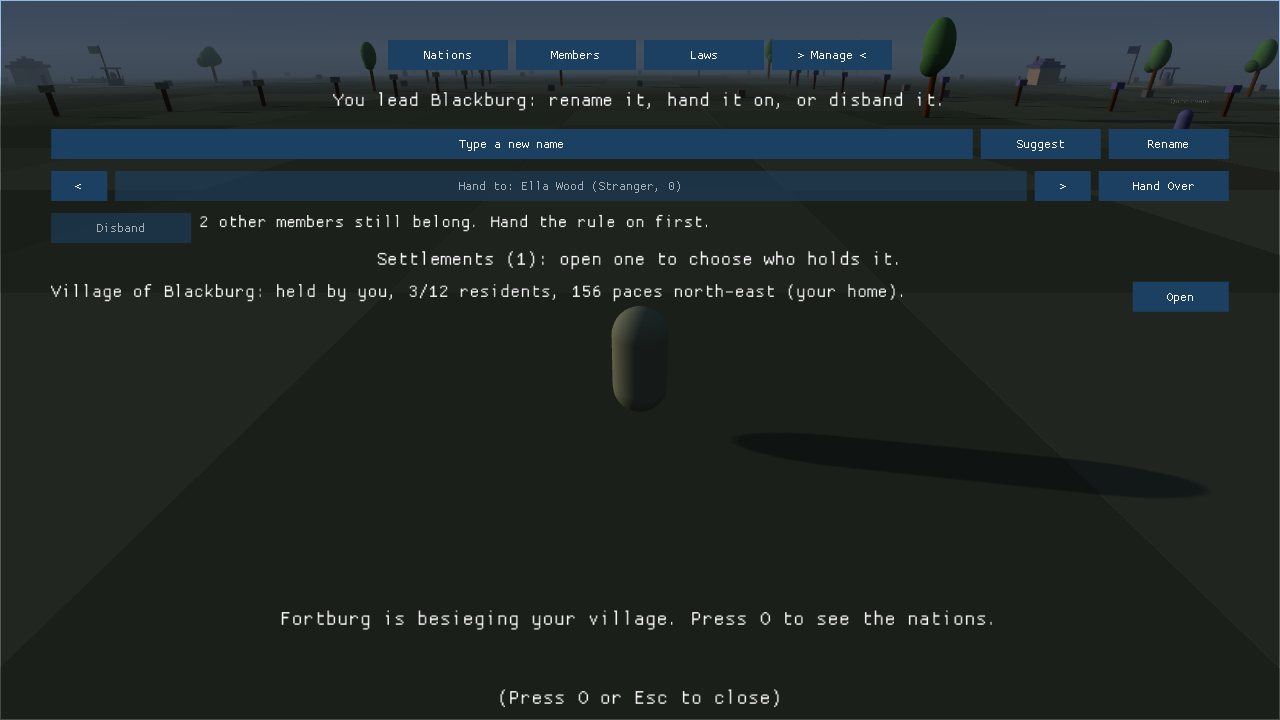 Nations Members Laws > Manage <
You lead Blackburg: rename it, hand it on, or disband it.
Type a new name Suggest Rename
< Hand to: Ella Wood (Stranger, 0) > Hand Over
Disband 2 other members still belong. Hand the rule on first.
Settlements (1): open one to choose who holds it.
Village of Blackburg: held by you, 3/12 residents, 156 paces north-east (your home). Open
Fortburg is besieging your village. Press O to see the nations.
(Press O or Esc to close)